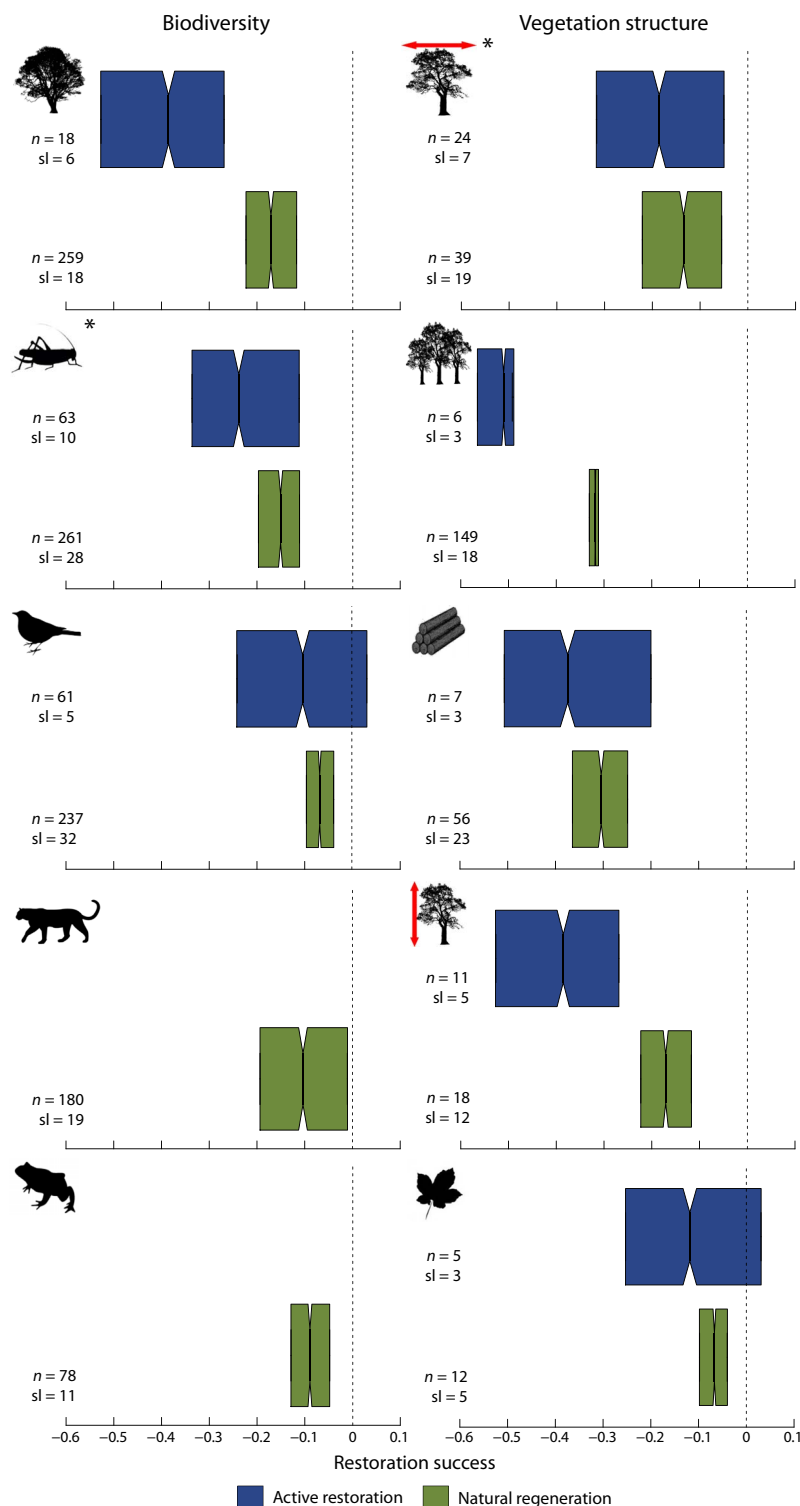 Biodiversity
Vegetation structure
*
n = 18
sl = 6
n = 24
sl = 7
n = 259
sl = 18
n = 39
sl = 19
*
n = 63
sl = 10
n = 6
sl = 3
n = 261
sl = 28
n = 149
sl = 18
n = 61
sl = 5
n = 7
sl = 3
n = 237
sl = 32
n = 56
sl = 23
n = 11
sl = 5
n = 180
sl = 19
n = 18
sl = 12
n = 5
sl = 3
n = 78
sl = 11
n = 12
sl = 5
−0.6 −0.5 −0.4 −0.3 −0.2 −0.1 0 0.1
−0.6 −0.5 −0.4 −0.3 −0.2 −0.1 0 0.1
Restoration success
Active restoration
Natural regeneration